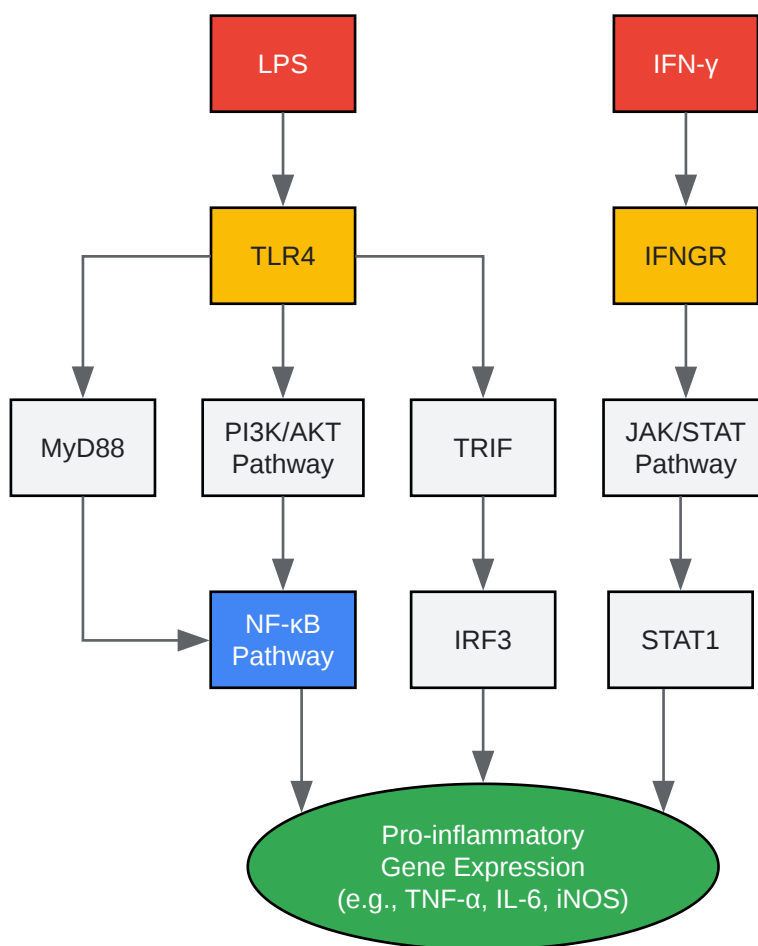 LPS
IFN-γ
TLR4
IFNGR
MyD88
PI3K/AKT
Pathway
TRIF
JAK/STAT
Pathway
NF-κB
Pathway
IRF3
STAT1
Pro-inflammatory
Gene Expression
(e.g., TNF-α, IL-6, iNOS)